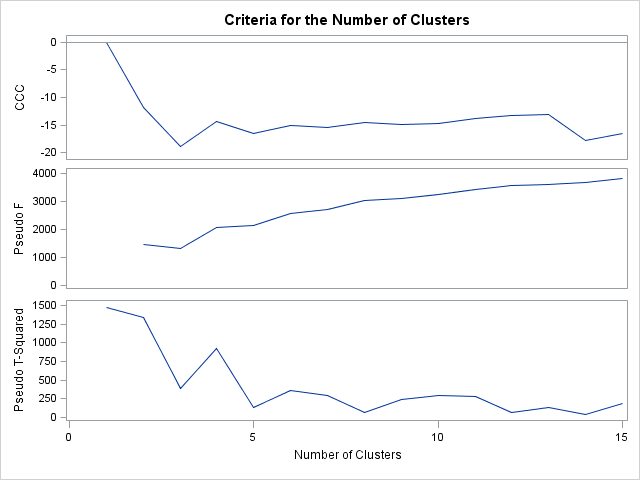 Criteria for the Number of Clusters
CCC
0
-5
-10
-15
-20
Pseudo F
4000
3000
2000
1000
0
Pseudo T-Squared
1500
1250
1000
750
500
250
0
0 5 10 15
Number of Clusters